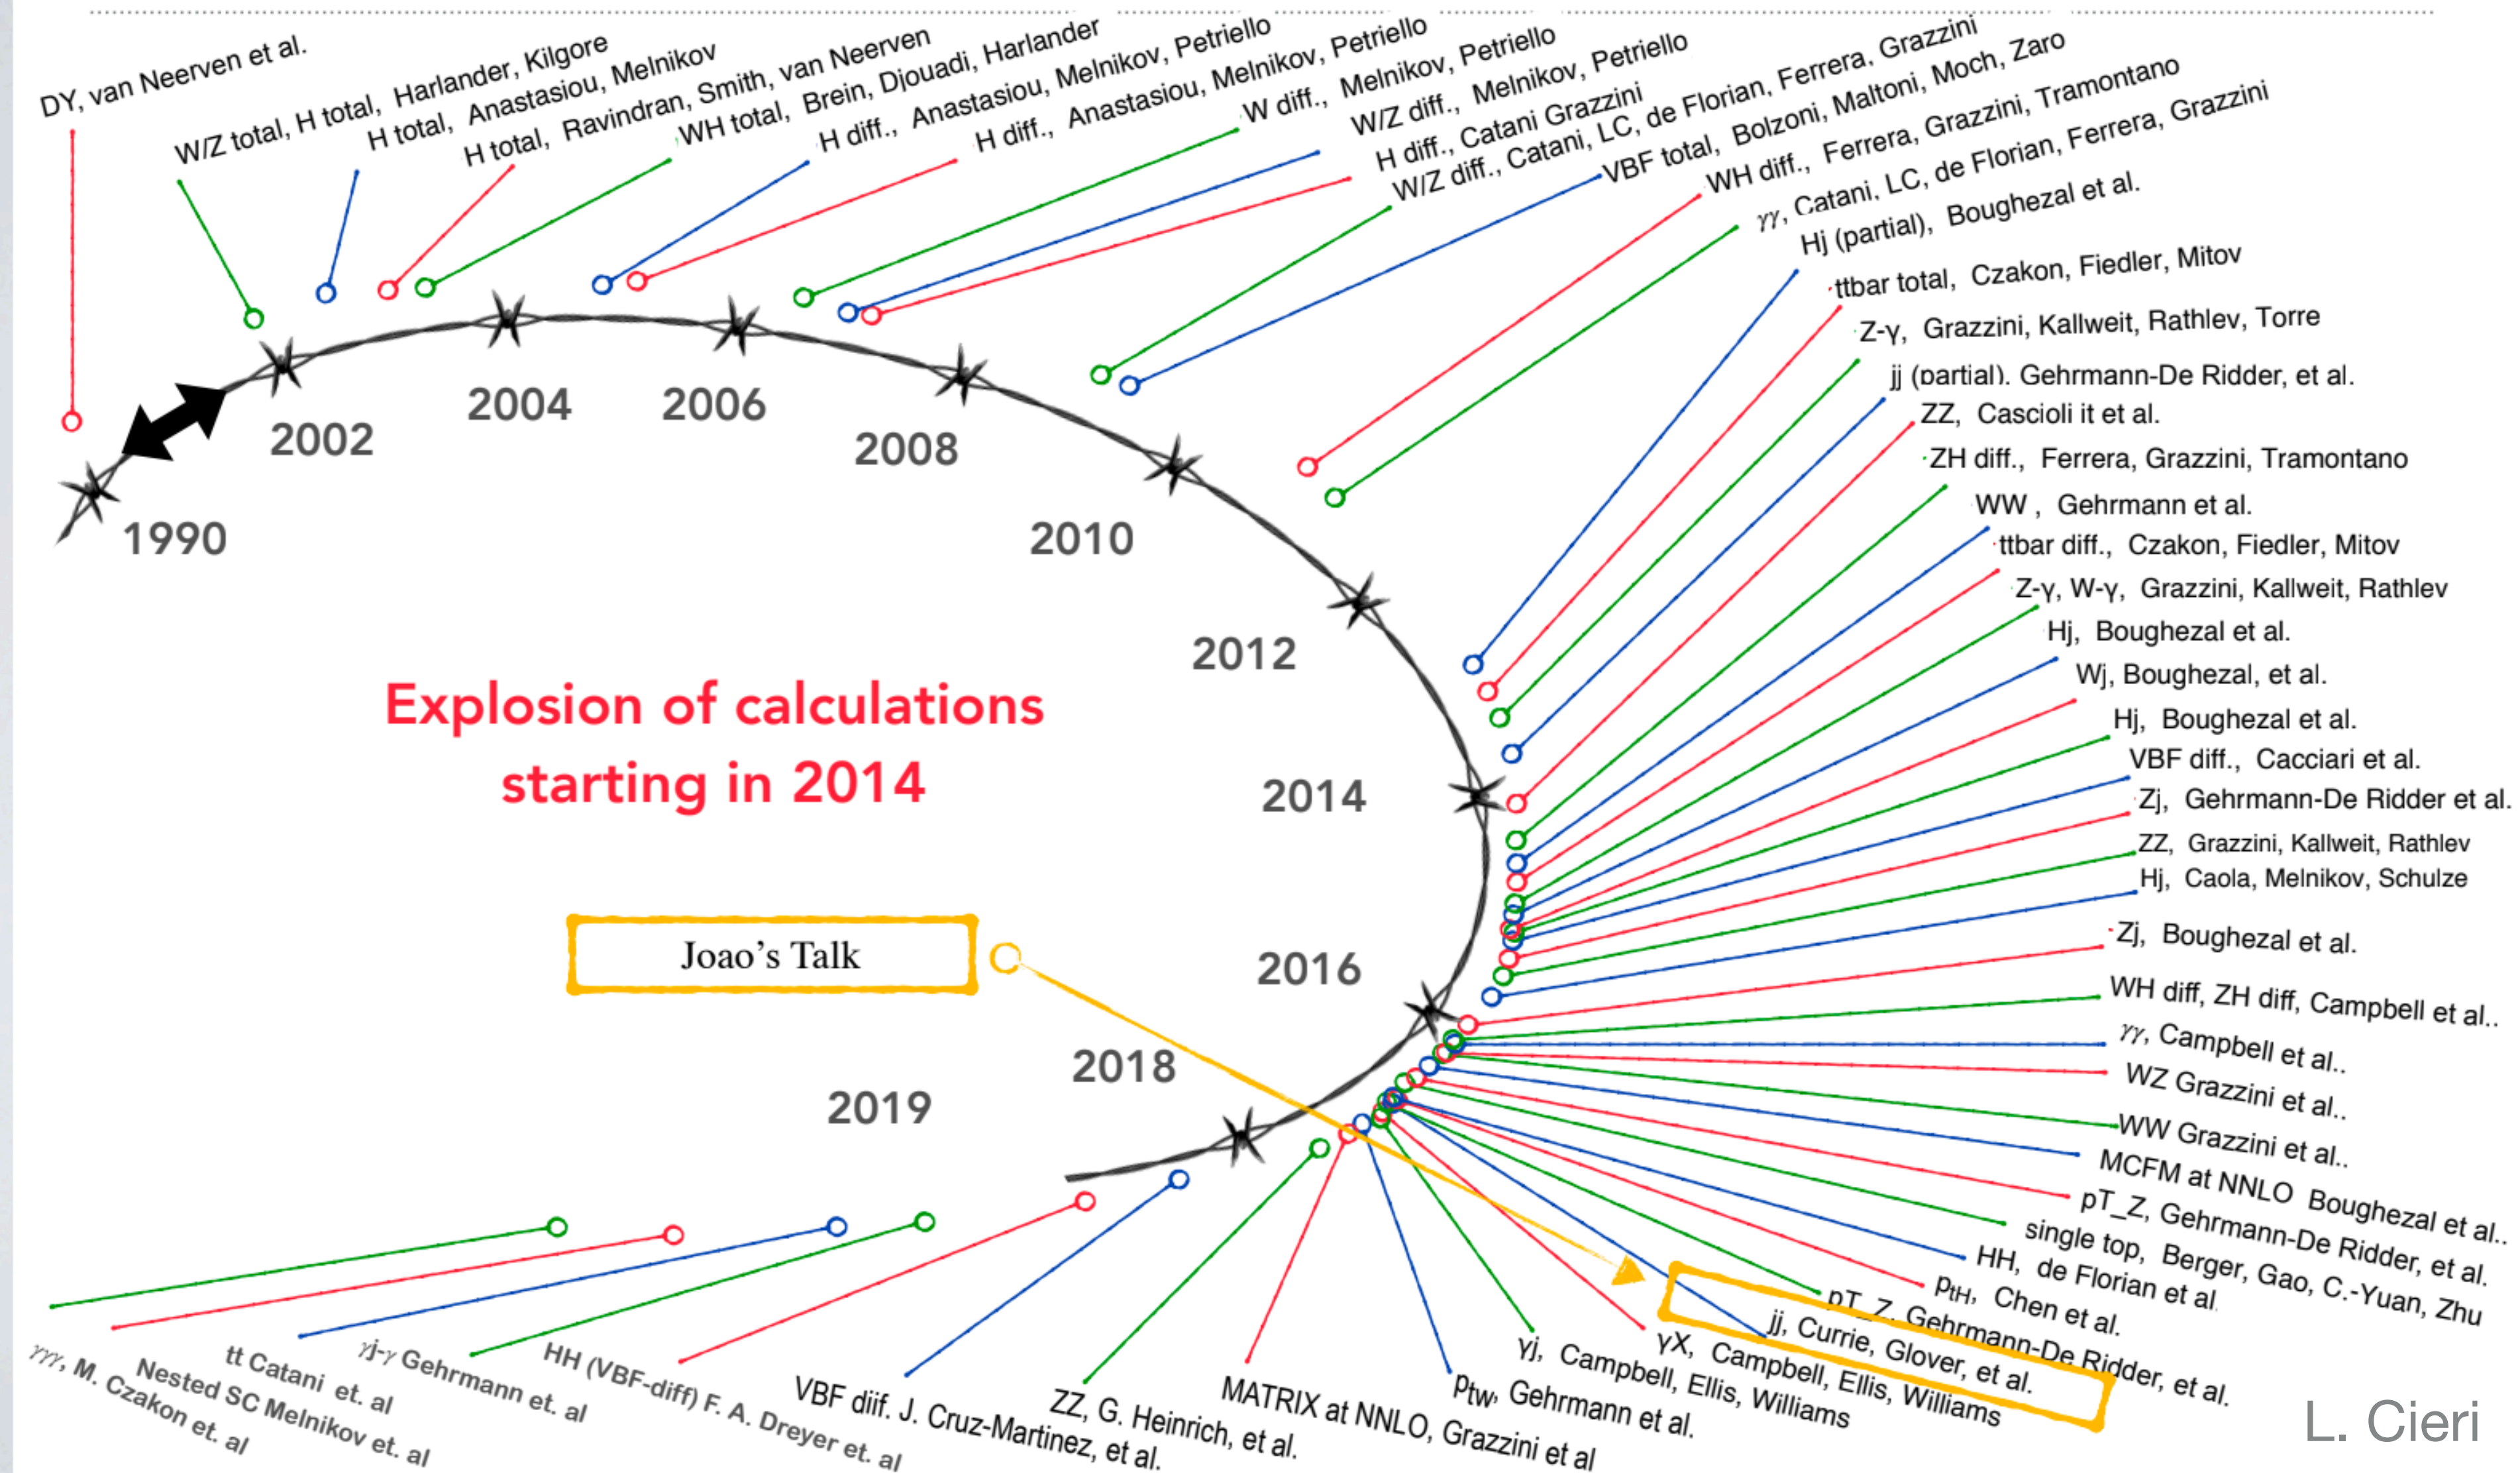 DY, van Neerven et al.
W/Z total, H total, Harlander, Kilgore
H total, Anastasiou, Melnikov
H total, Ravindran, Smith, van Neerven
WH total, Brein, Djouadi, Harlander
H diff., Anastasiou, Melnikov, Petriello
H diff., Anastasiou, Melnikov, Petriello
W diff., Melnikov, Petriello
W/Z diff., Melnikov, Petriello
H diff., Catani Grazzini
W/Z diff., Catani, LC, de Florian, Ferrera, Grazzini
VBF total, Bolzoni, Maltoni, Moch, Zaro
WH diff., Ferrera, Grazzini, Tramontano
γγ, Catani, LC, de Florian, Ferrera, Grazzini
Hj (partial), Boughezal et al.
ttbar total, Czakon, Fiedler, Mitov
Z-γ, Grazzini, Kallweit, Rathlev, Torre
jj (partial). Gehrmann-De Ridder, et al.
ZZ, Cascioli it et al.
ZH diff., Ferrera, Grazzini, Tramontano
WW , Gehrmann et al.
ttbar diff., Czakon, Fiedler, Mitov
Z-γ, W-γ, Grazzini, Kallweit, Rathlev
Hj, Boughezal et al.
Wj, Boughezal, et al.
Hj, Boughezal et al.
VBF diff., Cacciari et al.
Zj, Gehrmann-De Ridder et al.
ZZ, Grazzini, Kallweit, Rathlev
Hj, Caola, Melnikov, Schulze
Zj, Boughezal et al.
WH diff, ZH diff, Campbell et al..
γγ, Campbell et al..
WZ Grazzini et al..
WW Grazzini et al..
MCFM at NNLO Boughezal et al..
pT_Z, Gehrmann-De Ridder, et al.
single top, Berger, Gao, C.-Yuan, Zhu
HH, de Florian et al.
ptH, Chen et al.
pT_Z, Gehrmann-De Ridder, et al.
jj, Currie, Glover, et al.
γX, Campbell, Ellis, Williams
γj, Campbell, Ellis, Williams
ptw, Gehrmann et al.
MATRIX at NNLO, Grazzini et al
ZZ, G. Heinrich, et al.
VBF diif. J. Cruz-Martinez, et al.
HH (VBF-diff) F. A. Dreyer et. al
γj-γ Gehrmann et. al
tt Catani et. al
Nested SC Melnikov et. al
γγγ, M. Czakon et. al
1990
2002
2004
2006
2008
2010
2012
2014
2016
2018
2019
Explosion of calculations
starting in 2014
Joao's Talk
L. Cieri